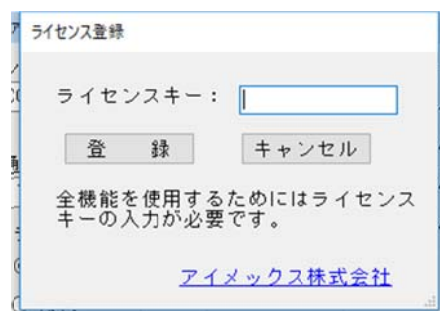 ライセンス登録
ライセンスキー：
登　録
キャンセル
全機能を使用するためにはライセンス
キーの入力が必要です。
アイメックス株式会社